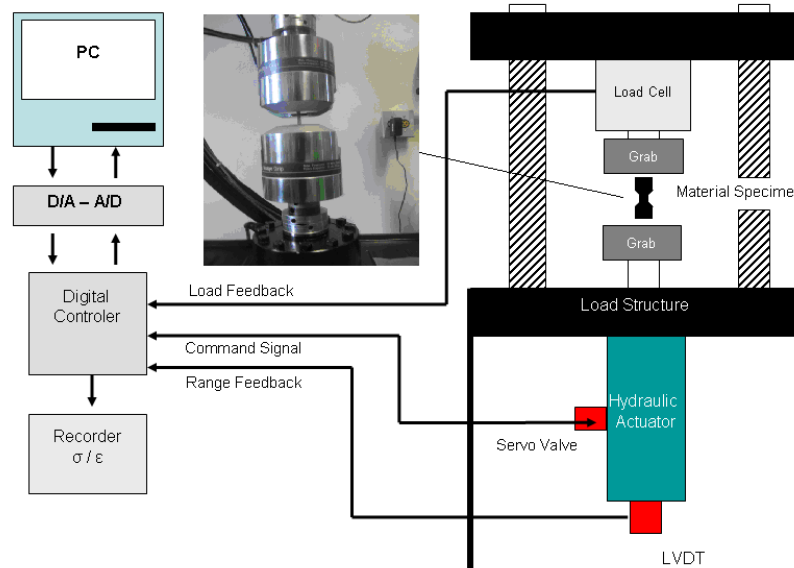 PC
D/A – A/D
Digital
Controler
Recorder
σ / ε
Load Feedback
Command Signal
Range Feedback
Load Cell
Grab
Material Specime
Grab
Load Structure
Hydraulic
Actuator
Servo Valve
LVDT